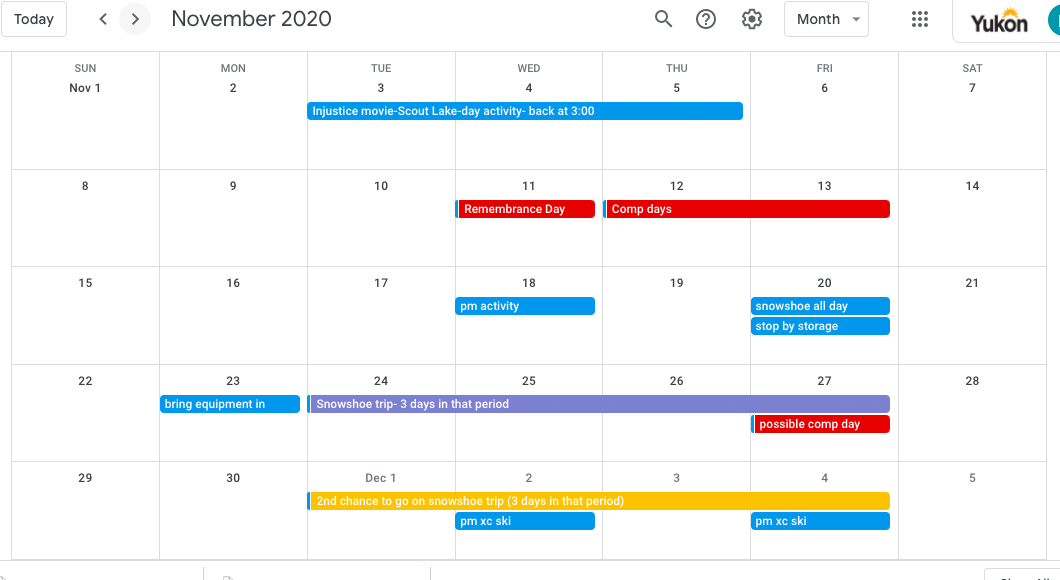 Today November 2020 Month Yukon
SUN MON TUE WED THU FRI SAT
Nov 1 2 3 4 5 6 7
Injustice movie-Scout Lake-day activity- back at 3:00
8 9 10 11 12 13 14
Remembrance Day Comp days
15 16 17 18 19 20 21
pm activity snowshoe all day
stop by storage
22 23 24 25 26 27 28
bring equipment in Snowshoe trip- 3 days in that period
possible comp day
29 30 Dec 1 2 3 4 5
2nd chance to go on snowshoe trip (3 days in that period)
pm xc ski pm xc ski